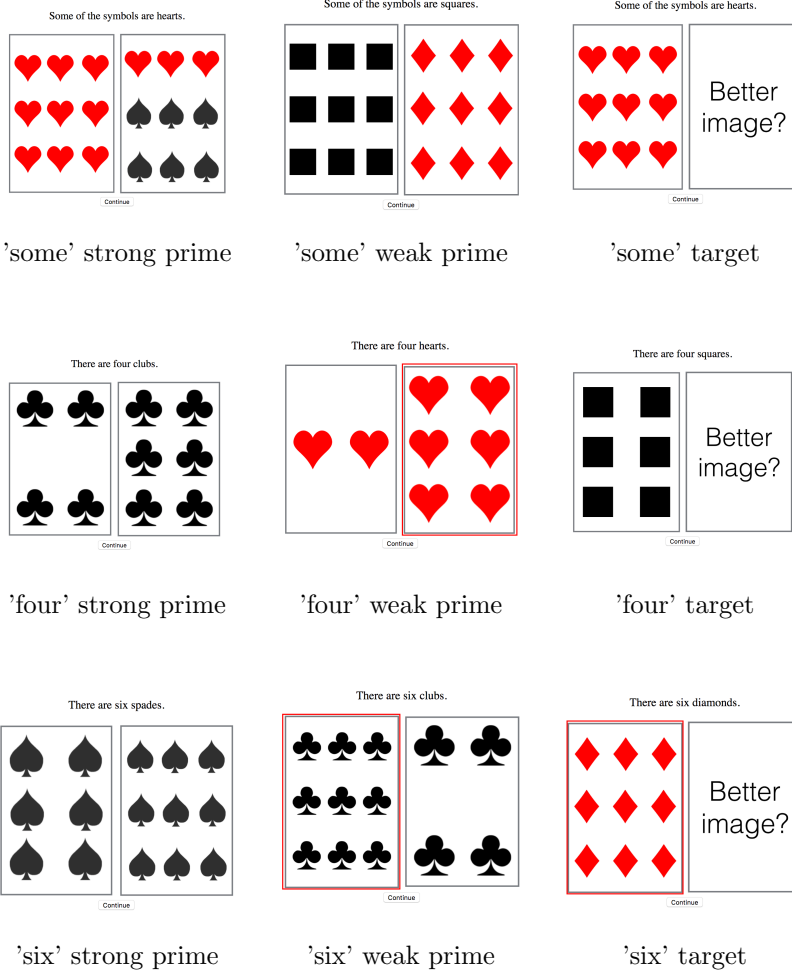 Some of the symbols are hearts.
Continue
'some' strong prime
Some of the symbols are squares.
Continue
'some' weak prime
Some of the symbols are hearts.
Better
image?
Continue
'some' target
There are four clubs.
Continue
'four' strong prime
There are four hearts.
Continue
'four' weak prime
There are four squares.
Better
image?
Continue
'four' target
There are six spades.
Continue
'six' strong prime
There are six clubs.
Continue
'six' weak prime
There are six diamonds.
Better
image?
Continue
'six' target